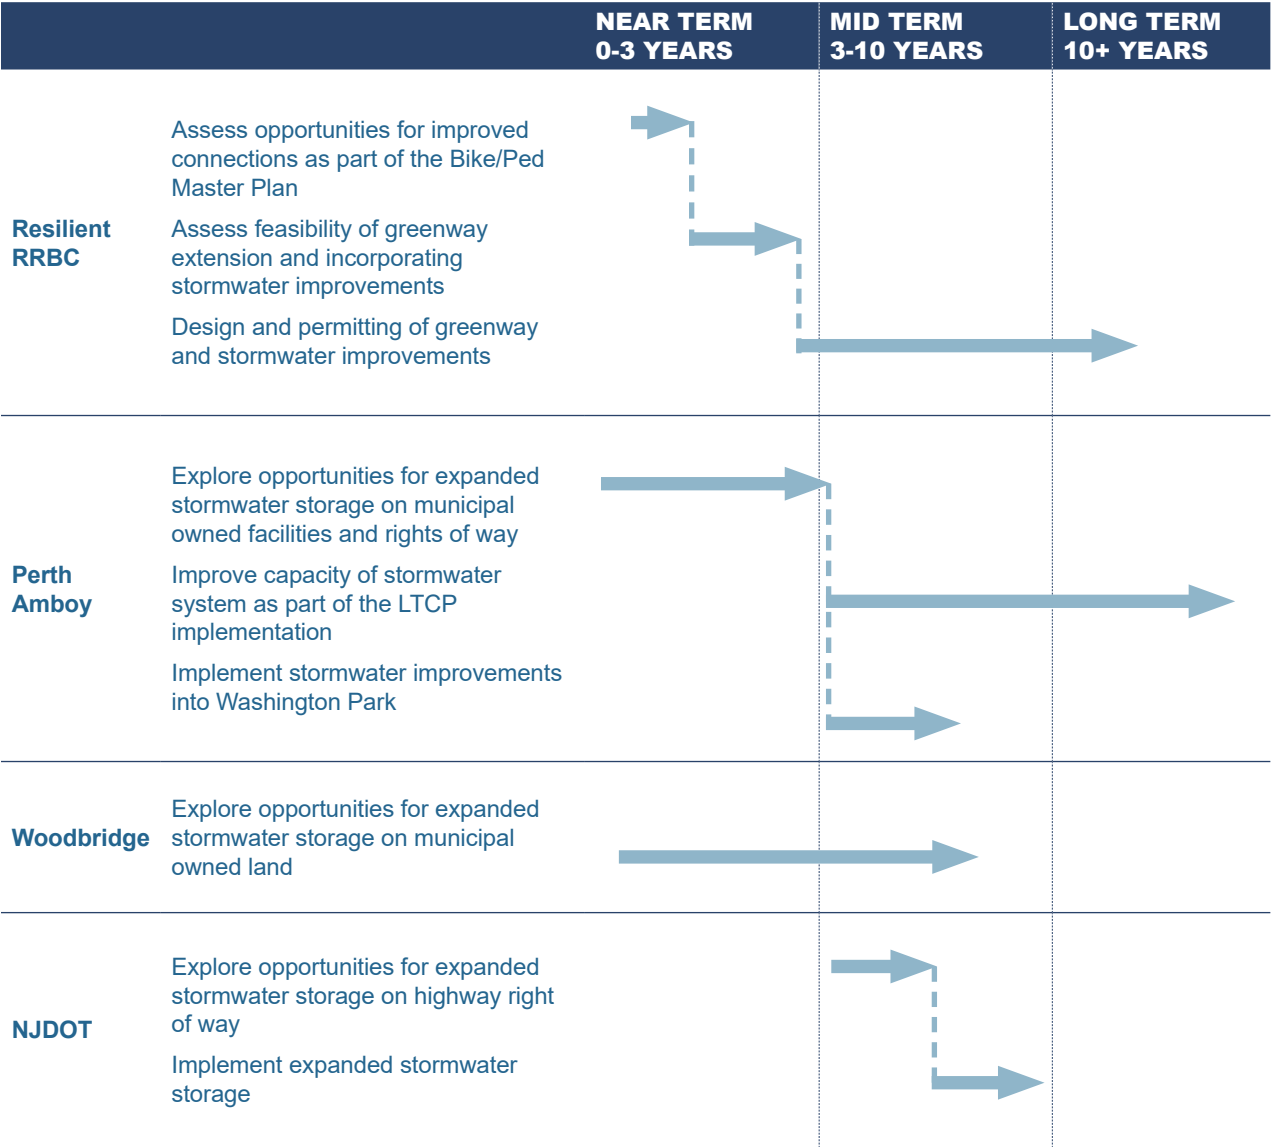 NEAR TERM
0-3 YEARS
MID TERM
3-10 YEARS
LONG TERM
10+ YEARS
Resilient
RRBC
Assess opportunities for improved
connections as part of the Bike/Ped
Master Plan
Assess feasibility of greenway
extension and incorporating
stormwater improvements
Design and permitting of greenway
and stormwater improvements
Perth
Amboy
Explore opportunities for expanded
stormwater storage on municipal
owned facilities and rights of way
Improve capacity of stormwater
system as part of the LTCP
implementation
Implement stormwater improvements
into Washington Park
Woodbridge
Explore opportunities for expanded
stormwater storage on municipal
owned land
NJDOT
Explore opportunities for expanded
stormwater storage on highway right
of way
Implement expanded stormwater
storage